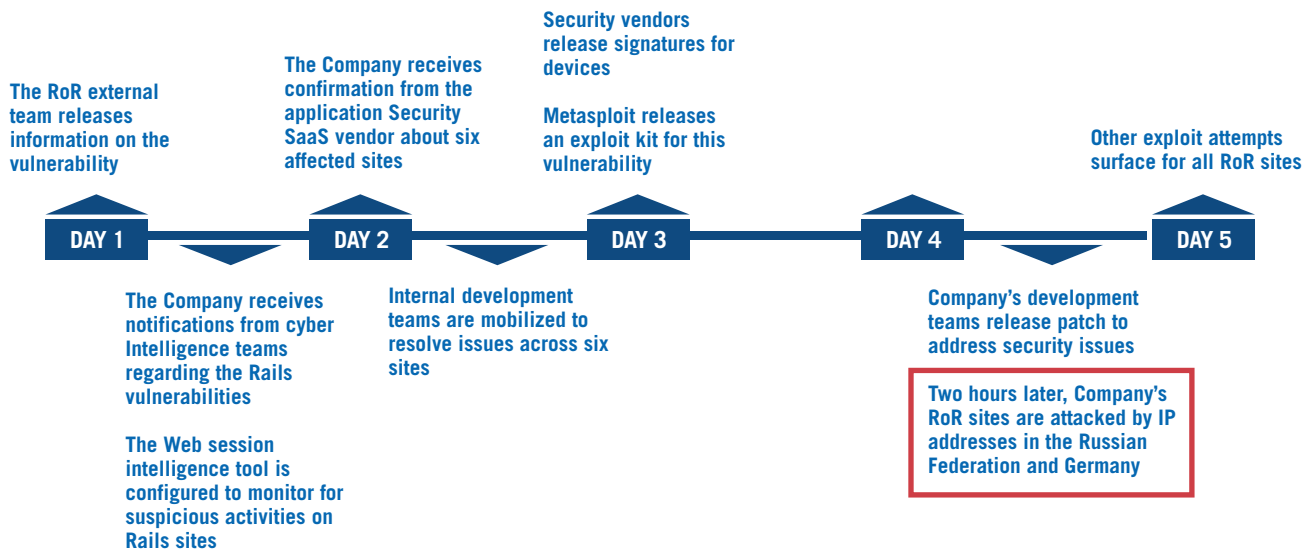 The RoR external
team releases
information on the
vulnerability
The Company receives
confirmation from the
application Security
SaaS vendor about six
affected sites
Security vendors
release signatures for
devices
Metasploit releases
an exploit kit for this
vulnerability
Other exploit attempts
surface for all RoR sites
DAY 1
DAY 2
DAY 3
DAY 4
DAY 5
The Company receives
notifications from cyber
Intelligence teams
regarding the Rails
vulnerabilities
The Web session
intelligence tool is
configured to monitor for
suspicious activities on
Rails sites
Internal development
teams are mobilized to
resolve issues across six
sites
Company’s development
teams release patch to
address security issues
Two hours later, Company’s
RoR sites are attacked by IP
addresses in the Russian
Federation and Germany